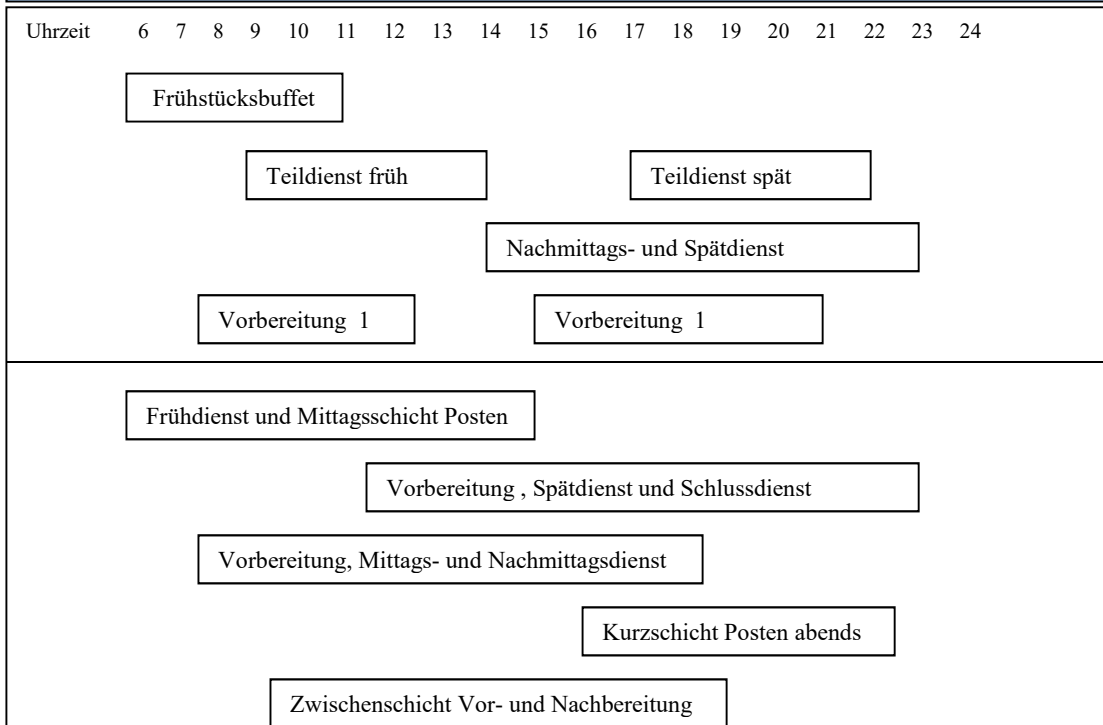 Uhrzeit 6 7 8 9 10 11 12 13 14 15 16 17 18 19 20 21 22 23 24
Frühstücksbuffet
Teildienst früh Teildienst spät
Nachmittags- und Spätdienst
Vorbereitung 1 Vorbereitung 1
Frühdienst und Mittagsschicht Posten
Vorbereitung , Spätdienst und Schlussdienst
Vorbereitung, Mittags- und Nachmittagsdienst
Kurzschicht Posten abends
Zwischenschicht Vor- und Nachbereitung